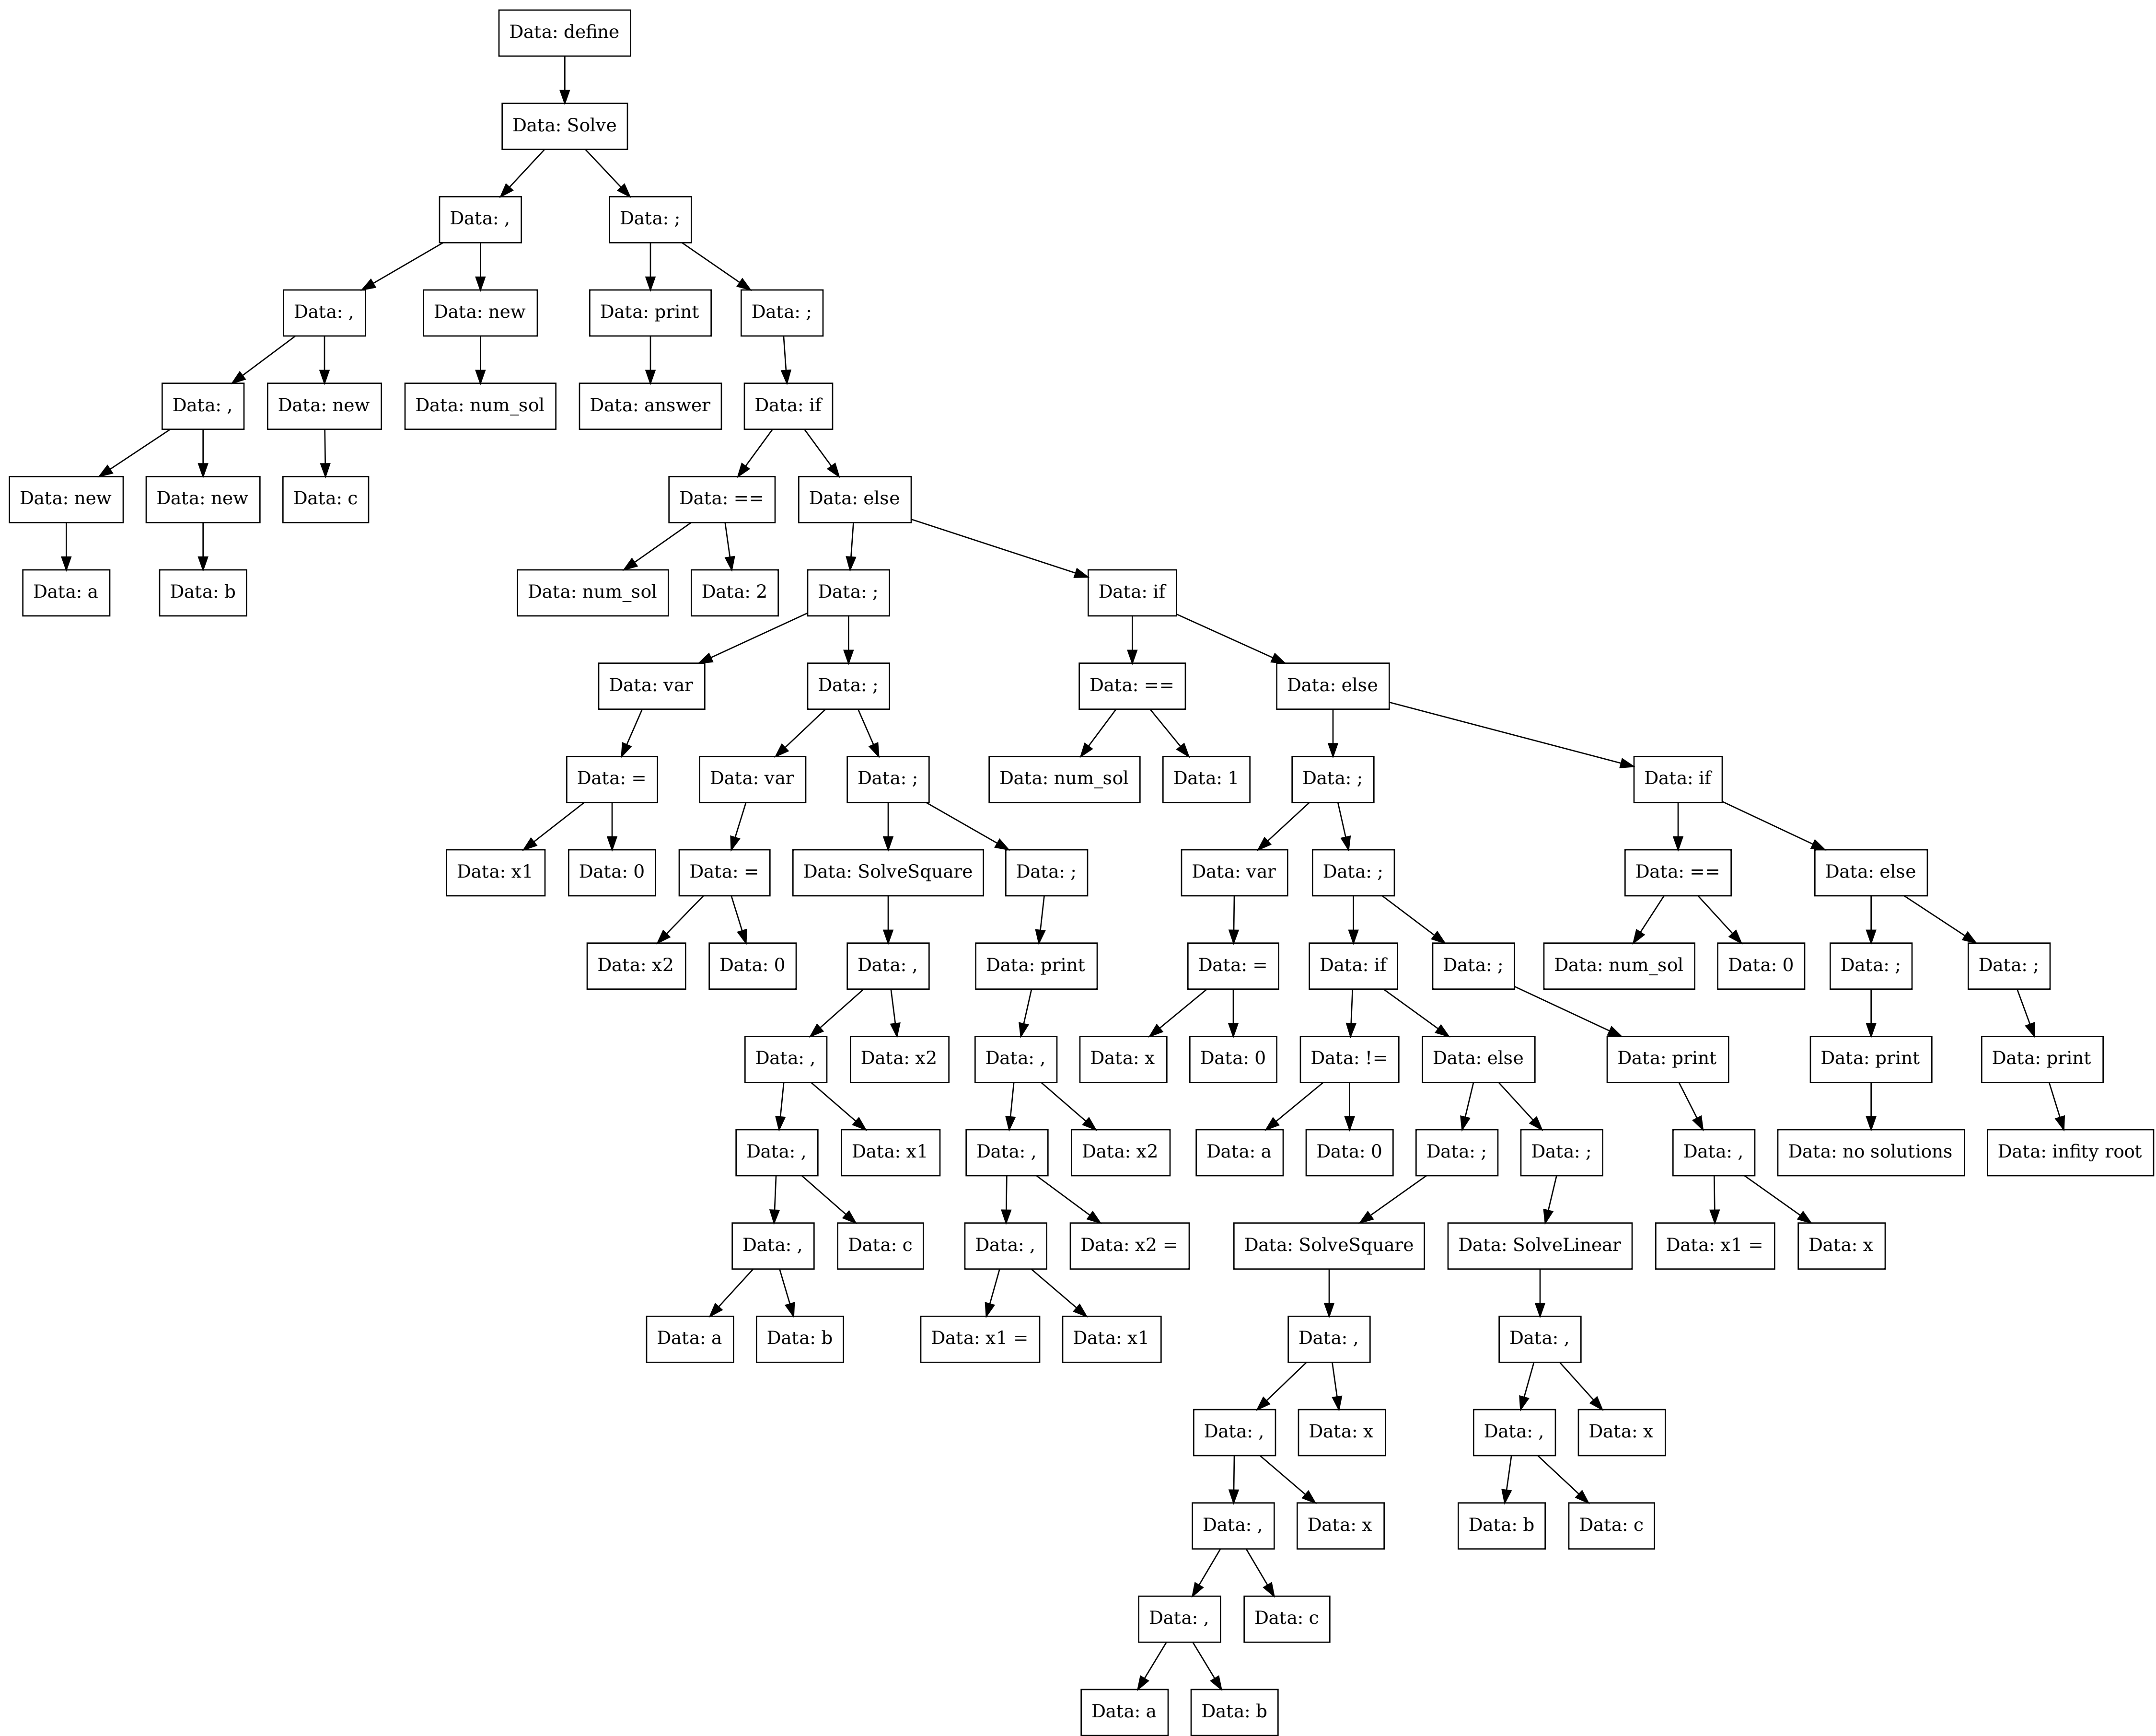 Data: define
Data: Solve
Data: ,
Data: ;
Data: ,
Data: new
Data: print
Data: ;
Data: ,
Data: new
Data: num_sol
Data: answer
Data: if
Data: new
Data: new
Data: c
Data: ==
Data: else
Data: a
Data: b
Data: num_sol
Data: 2
Data: ;
Data: if
Data: var
Data: ;
Data: ==
Data: else
Data: =
Data: var
Data: ;
Data: num_sol
Data: 1
Data: ;
Data: if
Data: x1
Data: 0
Data: =
Data: SolveSquare
Data: ;
Data: var
Data: ;
Data: ==
Data: else
Data: x2
Data: 0
Data: ,
Data: print
Data: =
Data: if
Data: ;
Data: num_sol
Data: 0
Data: ;
Data: ;
Data: ,
Data: x2
Data: ,
Data: x
Data: 0
Data: !=
Data: else
Data: print
Data: print
Data: print
Data: ,
Data: x1
Data: ,
Data: x2
Data: a
Data: 0
Data: ;
Data: ;
Data: ,
Data: no solutions
Data: infity root
Data: ,
Data: c
Data: ,
Data: x2 =
Data: SolveSquare
Data: SolveLinear
Data: x1 =
Data: x
Data: a
Data: b
Data: x1 =
Data: x1
Data: ,
Data: ,
Data: ,
Data: x
Data: ,
Data: x
Data: ,
Data: x
Data: b
Data: c
Data: ,
Data: c
Data: a
Data: b